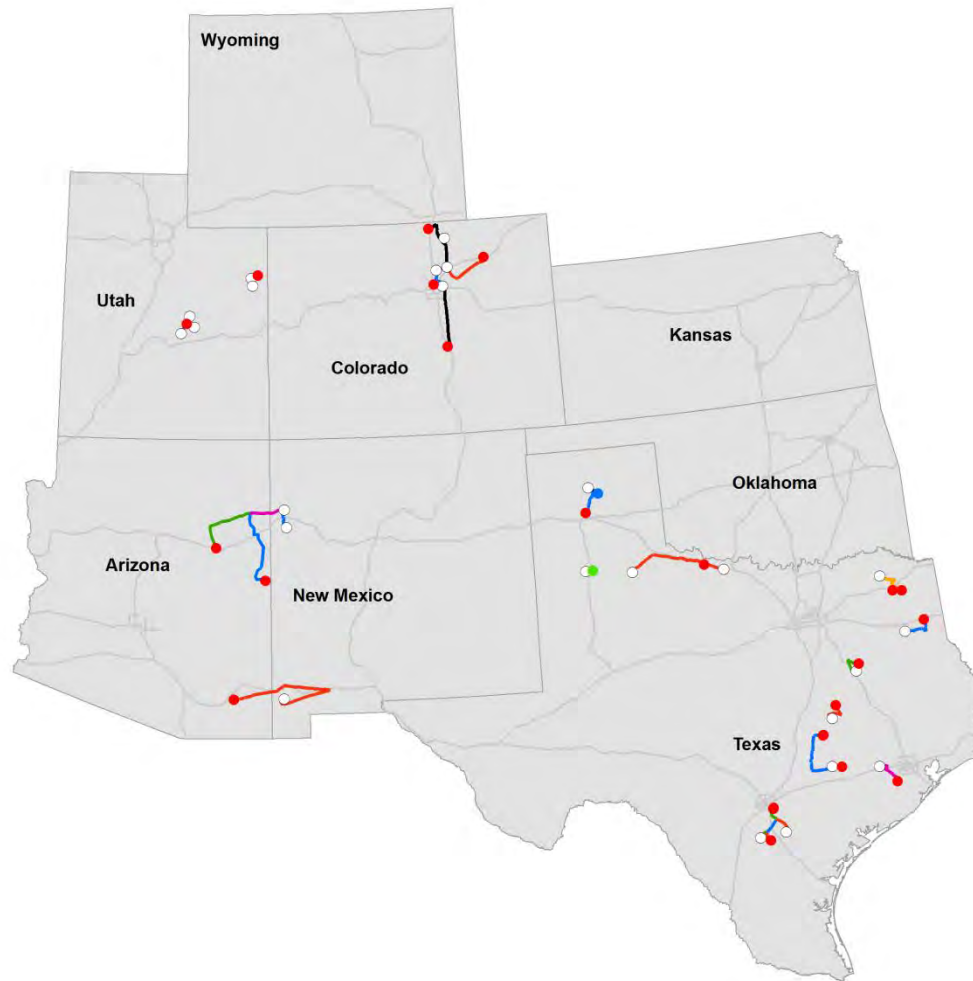 Wyoming
Utah
Colorado
Kansas
Oklahoma
Arizona
New Mexico
Texas